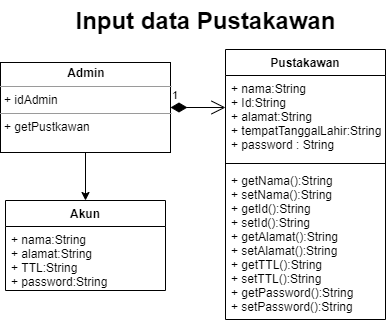 Input data Pustakawan
Admin
+ idAdmin
+ getPustkawan
1
Pustakawan
+ nama:String
+ Id:String
+ alamat:String
+ tempatTanggalLahir:String
+ password : String
+ getNama():String
+ setNama():String
+ getId():String
+ setId():String
+ getAlamat():String
+ setAlamat():String
+ getTTL():String
+ setTTL():String
+ getPassword():String
+ setPassword():String
Akun
+ nama:String
+ alamat:String
+ TTL:String
+ password:String